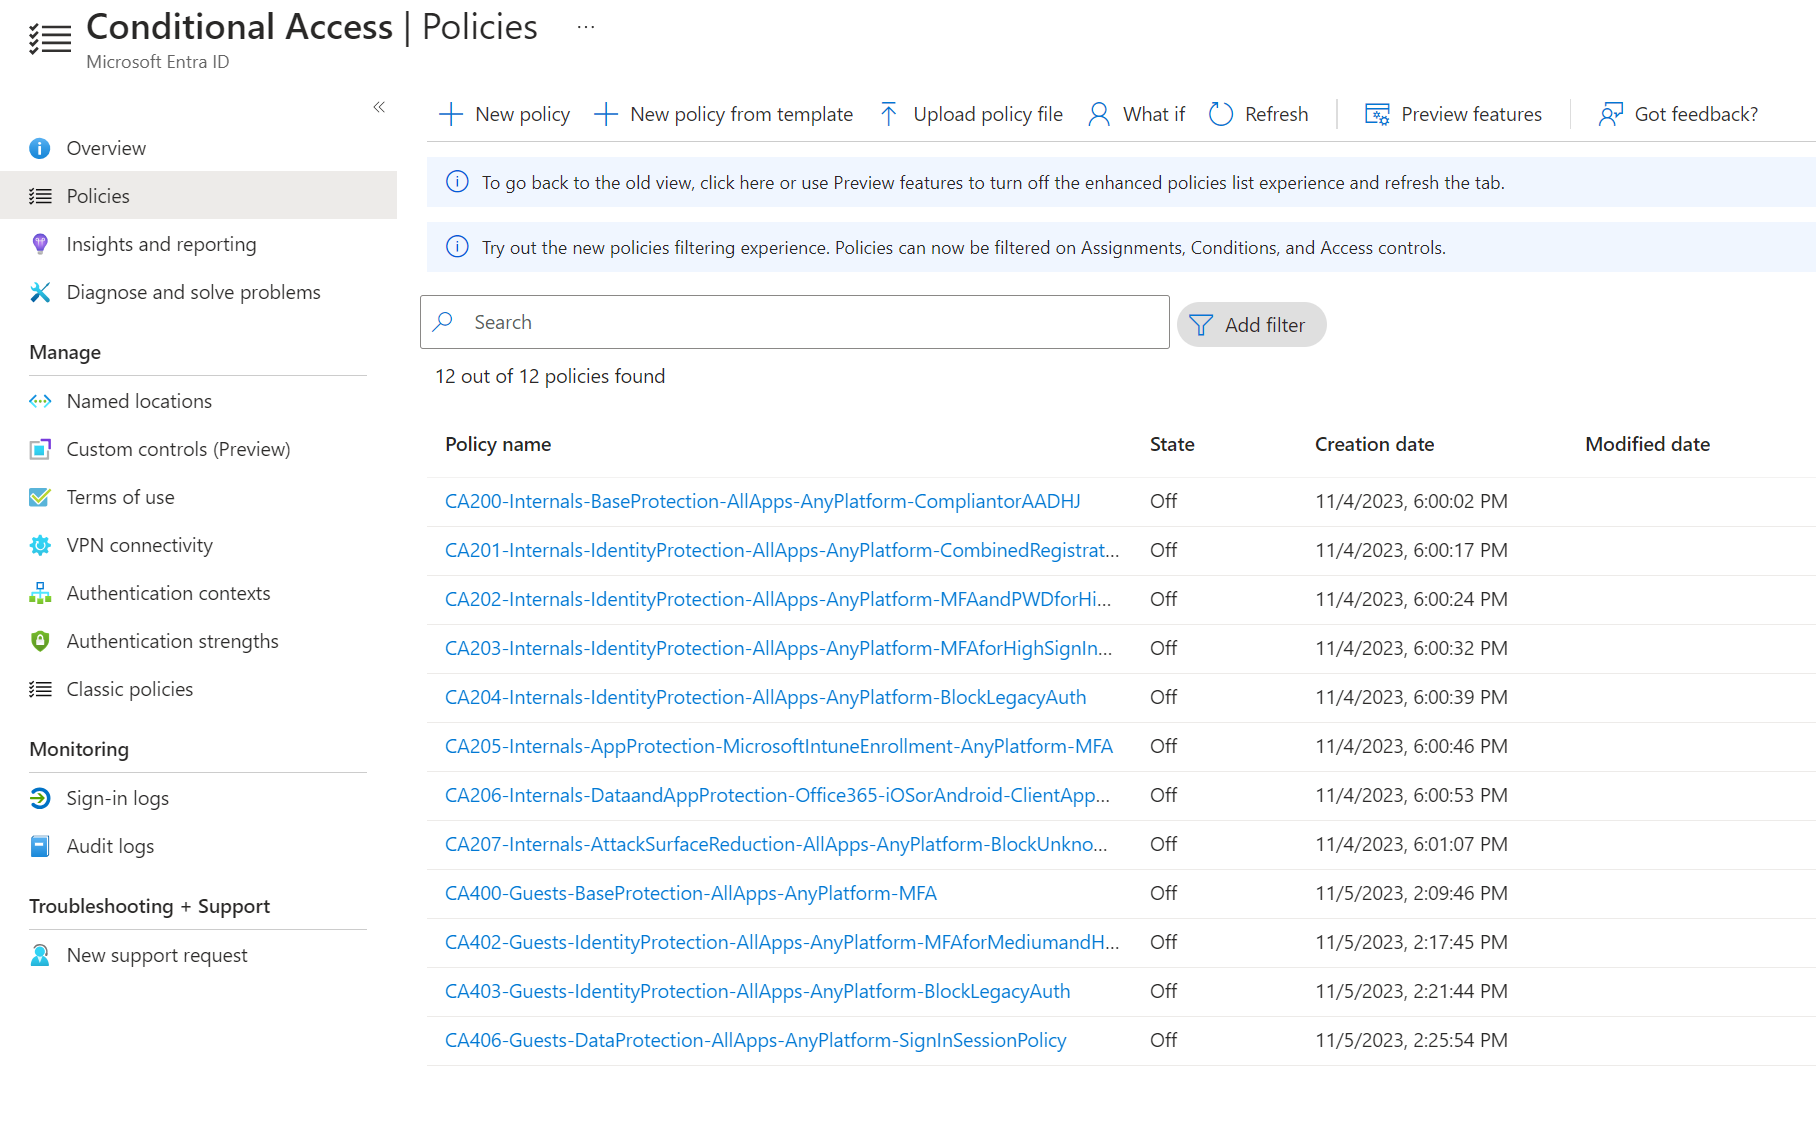 Conditional Access | Policies ...
Microsoft Entra ID
«
Overview
Policies
Insights and reporting
Diagnose and solve problems
Manage
Named locations
Custom controls (Preview)
Terms of use
VPN connectivity
Authentication contexts
Authentication strengths
Classic policies
Monitoring
Sign-in logs
Audit logs
Troubleshooting + Support
New support request
New policy New policy from template Upload policy file What if Refresh Preview features Got feedback?
To go back to the old view, click here or use Preview features to turn off the enhanced policies list experience and refresh the tab.
Try out the new policies filtering experience. Policies can now be filtered on Assignments, Conditions, and Access controls.
Search Add filter
12 out of 12 policies found
Policy name State Creation date Modified date
CA200-Internals-BaseProtection-AllApps-AnyPlatform-CompliantorAADHJ Off 11/4/2023, 6:00:02 PM
CA201-Internals-IdentityProtection-AllApps-AnyPlatform-CombinedRegistrat... Off 11/4/2023, 6:00:17 PM
CA202-Internals-IdentityProtection-AllApps-AnyPlatform-MFAandPWDforHi... Off 11/4/2023, 6:00:24 PM
CA203-Internals-IdentityProtection-AllApps-AnyPlatform-MFAforHighSignIn... Off 11/4/2023, 6:00:32 PM
CA204-Internals-IdentityProtection-AllApps-AnyPlatform-BlockLegacyAuth Off 11/4/2023, 6:00:39 PM
CA205-Internals-AppProtection-MicrosoftIntuneEnrollment-AnyPlatform-MFA Off 11/4/2023, 6:00:46 PM
CA206-Internals-DataandAppProtection-Office365-iOSorAndroid-ClientApp... Off 11/4/2023, 6:00:53 PM
CA207-Internals-AttackSurfaceReduction-AllApps-AnyPlatform-BlockUnkno... Off 11/4/2023, 6:01:07 PM
CA400-Guests-BaseProtection-AllApps-AnyPlatform-MFA Off 11/5/2023, 2:09:46 PM
CA402-Guests-IdentityProtection-AllApps-AnyPlatform-MFAforMediumandH... Off 11/5/2023, 2:17:45 PM
CA403-Guests-IdentityProtection-AllApps-AnyPlatform-BlockLegacyAuth Off 11/5/2023, 2:21:44 PM
CA406-Guests-DataProtection-AllApps-AnyPlatform-SignInSessionPolicy Off 11/5/2023, 2:25:54 PM